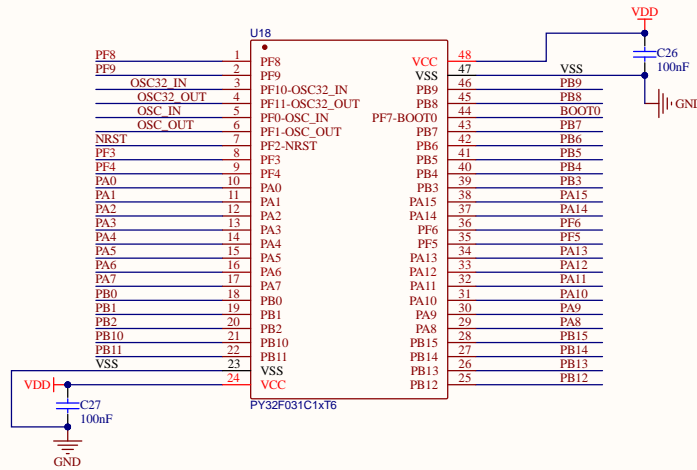 U18
VDD
PF8 1 PF8 VCC 48 C26
PF9 2 PF9 VSS 47 VSS 100nF
OSC32_IN 3 PF10-OSC32_IN PB9 46 PB9
OSC32_OUT 4 PF11-OSC32_OUT PB8 45 PB8 GND
OSC_IN 5 PF0-OSC_IN PF7-BOOT0 44 BOOT0
OSC_OUT 6 PF1-OSC_OUT PB7 43 PB7
NRST 7 PF2-NRST PB6 42 PB6
PF3 8 PF3 PB5 41 PB5
PF4 9 PF4 PB4 40 PB4
PA0 10 PA0 PB3 39 PB3
PA1 11 PA1 PA15 38 PA15
PA2 12 PA2 PA14 37 PA14
PA3 13 PA3 PF6 36 PF6
PA4 14 PA4 PF5 35 PF5
PA5 15 PA5 PA13 34 PA13
PA6 16 PA6 PA12 33 PA12
PA7 17 PA7 PA11 32 PA11
PB0 18 PB0 PA10 31 PA10
PB1 19 PB1 PA9 30 PA9
PB2 20 PB2 PA8 29 PA8
PB10 21 PB10 PB15 28 PB15
PB11 22 PB11 PB14 27 PB14
VSS 23 VSS PB13 26 PB13
VDD 24 VCC PB12 25 PB12
C27 PY32F031C1xT6
100nF
GND